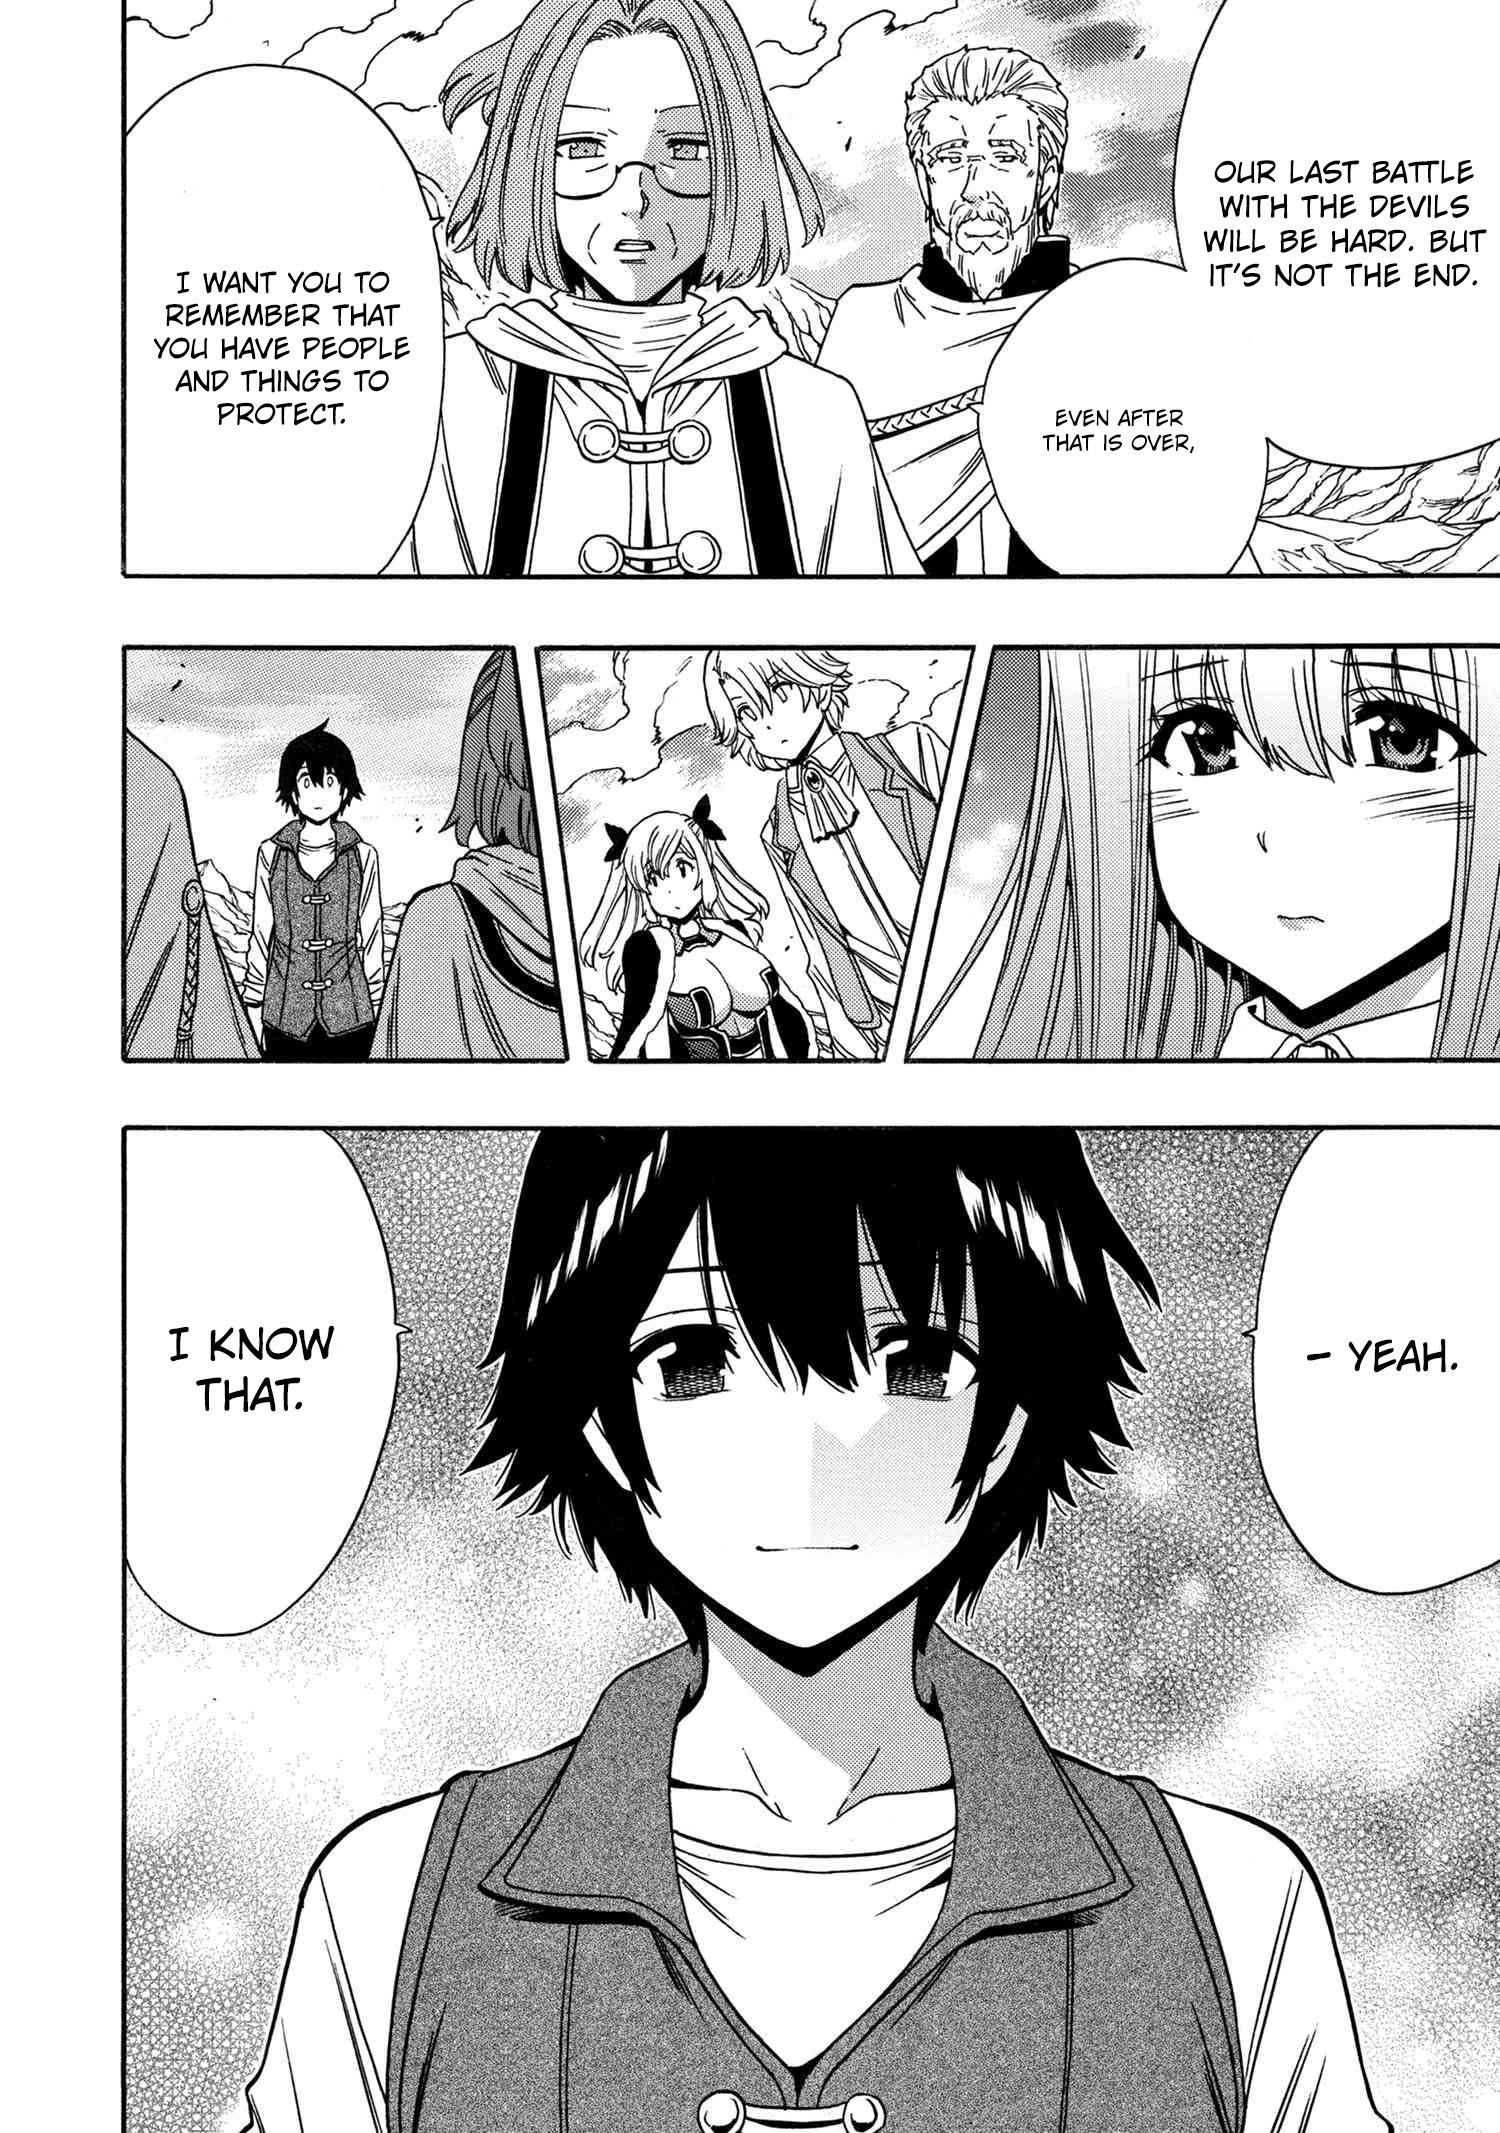 OUR LAST BATTLE
WITH THE DEVILS
WILL BE HARD. BUT
IT'S NOT THE END.
EVEN AFTER
THAT IS OVER,
I WANT YOU TO
REMEMBER THAT
YOU HAVE PEOPLE
AND THINGS TO
PROTECT.
– YEAH.
I KNOW
THAT.